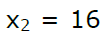 x₂ = 16